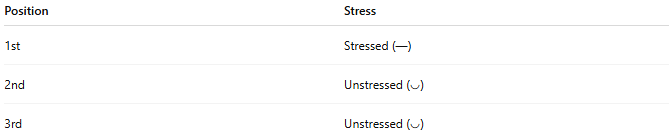 Position Stress
1st Stressed (—)
2nd Unstressed (◡)
3rd Unstressed (◡)